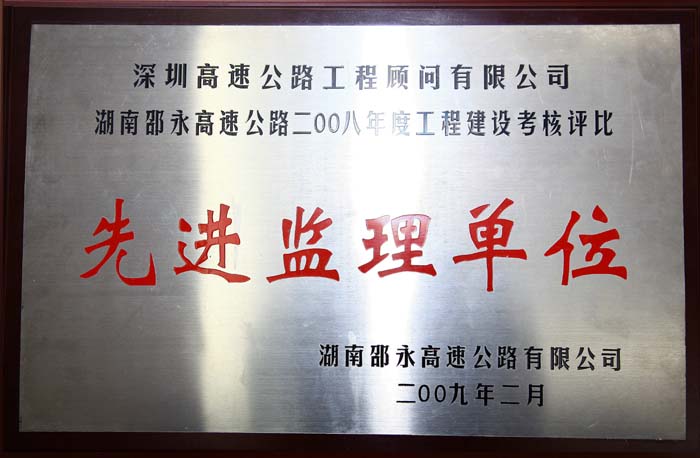 深圳高速公路工程顾问有限公司
湖南邵永高速公路二00八年度工程建设考核评比
先进监理单位
湖南邵永高速公路有限公司
二00九年二月